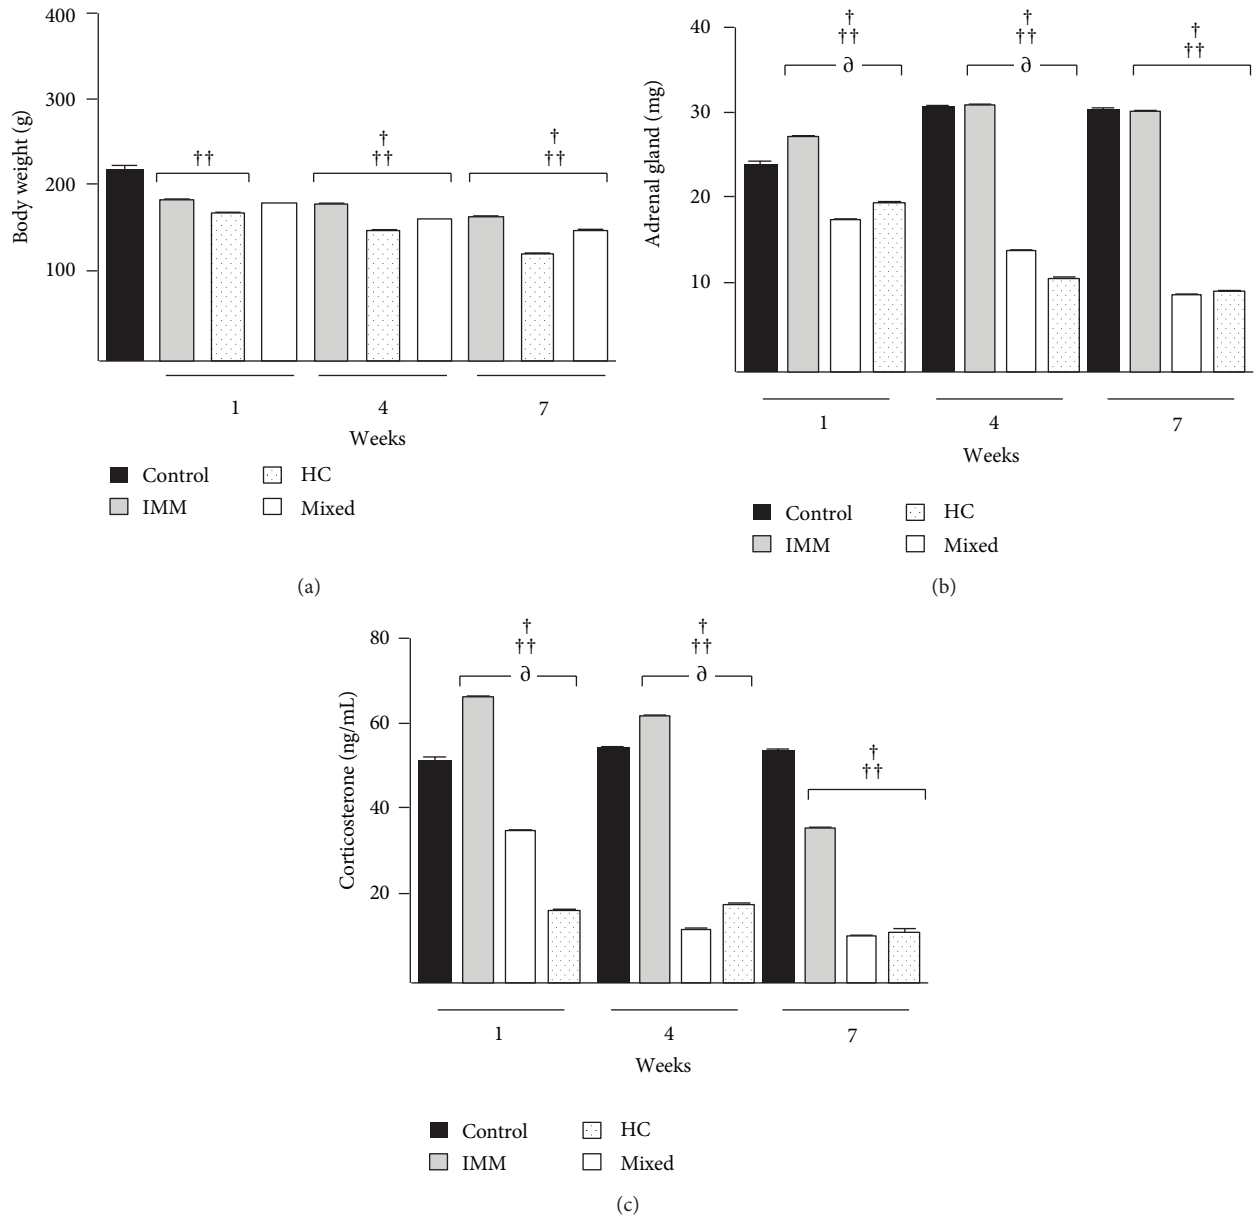 400
300
200
100
Body weight (g)
††
†
††
†
††
1
4
7
Weeks
Control
HC
IMM
Mixed
(a)
40
30
20
10
Adrenal gland (mg)
†
††
∂
†
††
∂
†
††
1
4
7
Weeks
Control
HC
IMM
Mixed
(b)
80
60
40
20
Corticosterone (ng/mL)
†
††
∂
†
††
∂
†
††
1
4
7
Weeks
Control
HC
IMM
Mixed
(c)